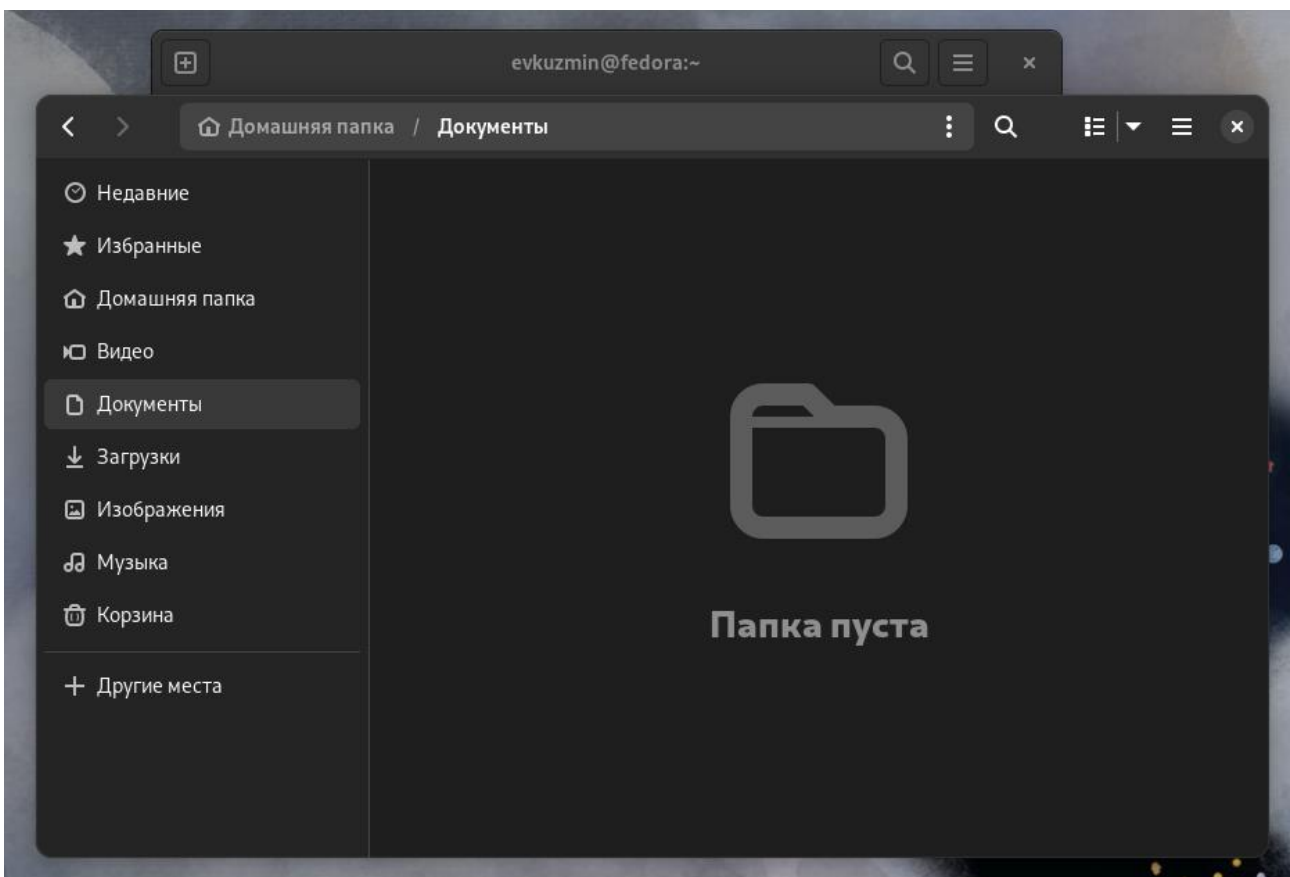 evkuzmin@fedora:~
Домашняя папка / Документы
Недавние
Избранные
Домашняя папка
Видео
Документы
Загрузки
Изображения
Музыка
Корзина
Другие места
Папка пуста